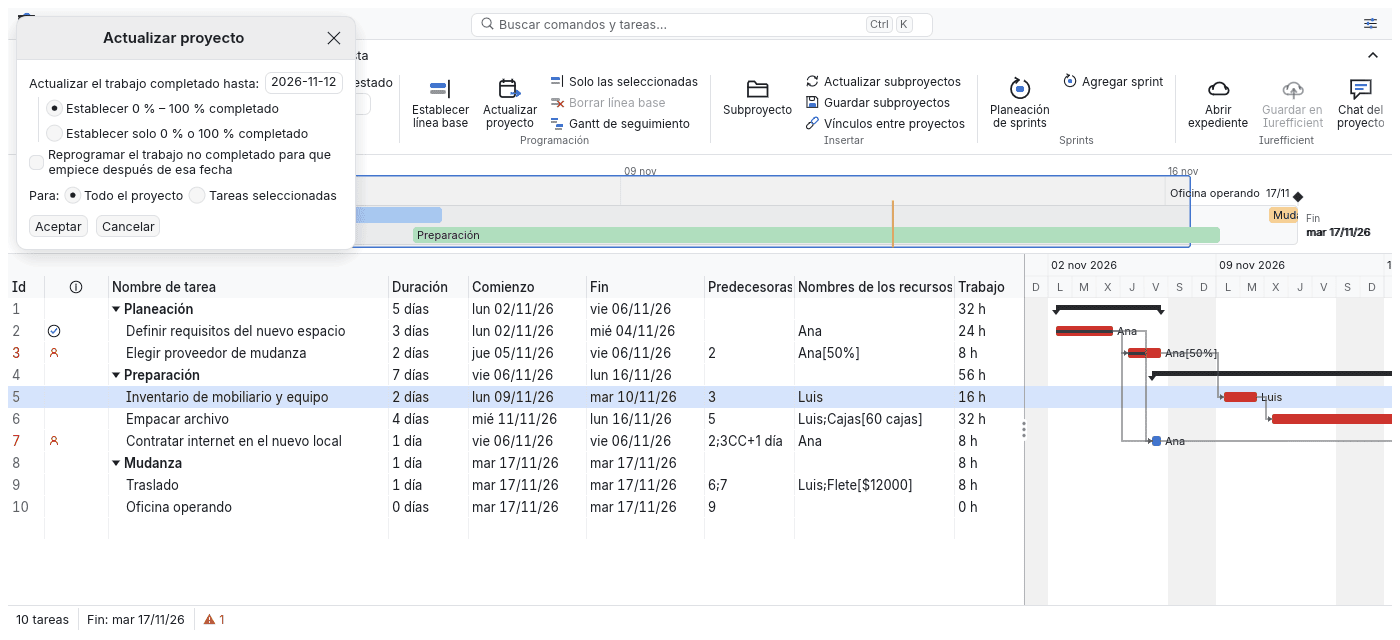 Buscar comandos y tareas... Ctrl K
Actualizar proyecto
Actualizar el trabajo completado hasta: 2026-11-12
Establecer 0 % – 100 % completado
Establecer solo 0 % o 100 % completado
Reprogramar el trabajo no completado para que
empiece después de esa fecha
Para: Todo el proyecto Tareas seleccionadas
Aceptar Cancelar
sta
estado
Establecer
línea base
Actualizar
proyecto
Solo las seleccionadas
Borrar línea base
Gantt de seguimiento
Programación
Subproyecto
Actualizar subproyectos
Guardar subproyectos
Vínculos entre proyectos
Insertar
Planeación
de sprints
Agregar sprint
Sprints
Abrir
expediente
Guardar en
Iurefficient
Chat del
proyecto
Iurefficient
09 nov 16 nov
Oficina operando 17/11
Muda
Preparación
Fin
mar 17/11/26
02 nov 2026 09 nov 2026 1
Id Nombre de tarea Duración Comienzo Fin Predecesoras Nombres de los recursos Trabajo D L M X J V S D L M X J V S D L
1 Planeación 5 días lun 02/11/26 vie 06/11/26 32 h
2 Definir requisitos del nuevo espacio 3 días lun 02/11/26 mié 04/11/26 Ana 24 h Ana
3 Elegir proveedor de mudanza 2 días jue 05/11/26 vie 06/11/26 2 Ana[50%] 8 h Ana[50%]
4 Preparación 7 días vie 06/11/26 lun 16/11/26 56 h
5 Inventario de mobiliario y equipo 2 días lun 09/11/26 mar 10/11/26 3 Luis 16 h Luis
6 Empacar archivo 4 días mié 11/11/26 lun 16/11/26 5 Luis;Cajas[60 cajas] 32 h
7 Contratar internet en el nuevo local 1 día vie 06/11/26 vie 06/11/26 2;3CC+1 día Ana 8 h Ana
8 Mudanza 1 día mar 17/11/26 mar 17/11/26 8 h
9 Traslado 1 día mar 17/11/26 mar 17/11/26 6;7 Luis;Flete[$12000] 8 h
10 Oficina operando 0 días mar 17/11/26 mar 17/11/26 9 0 h
10 tareas Fin: mar 17/11/26 1